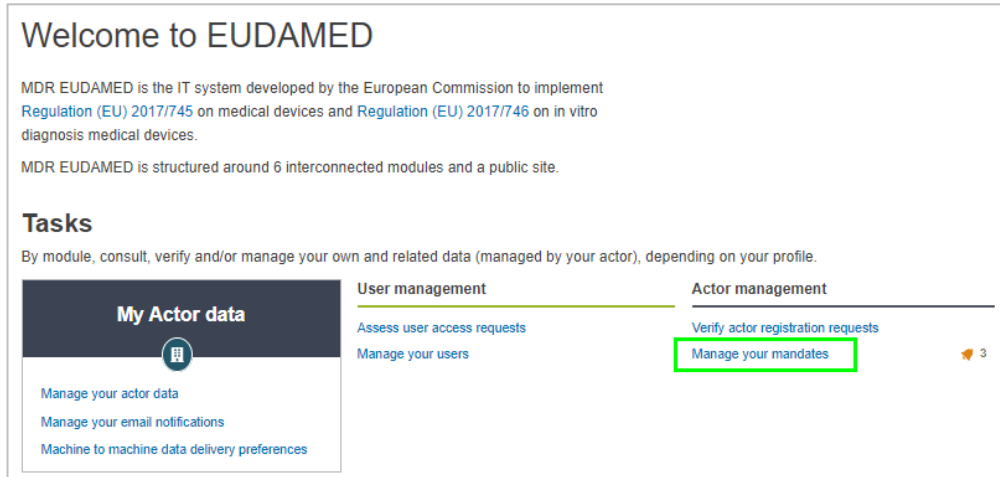 Welcome to EUDAMED
MDR EUDAMED is the IT system developed by the European Commission to implement
Regulation (EU) 2017/745 on medical devices and Regulation (EU) 2017/746 on in vitro
diagnosis medical devices.
MDR EUDAMED is structured around 6 interconnected modules and a public site.
Tasks
By module, consult, verify and/or manage your own and related data (managed by your actor), depending on your profile.
My Actor data
Manage your actor data
Manage your email notifications
Machine to machine data delivery preferences
User management
Assess user access requests
Manage your users
Actor management
Verify actor registration requests
Manage your mandates
3